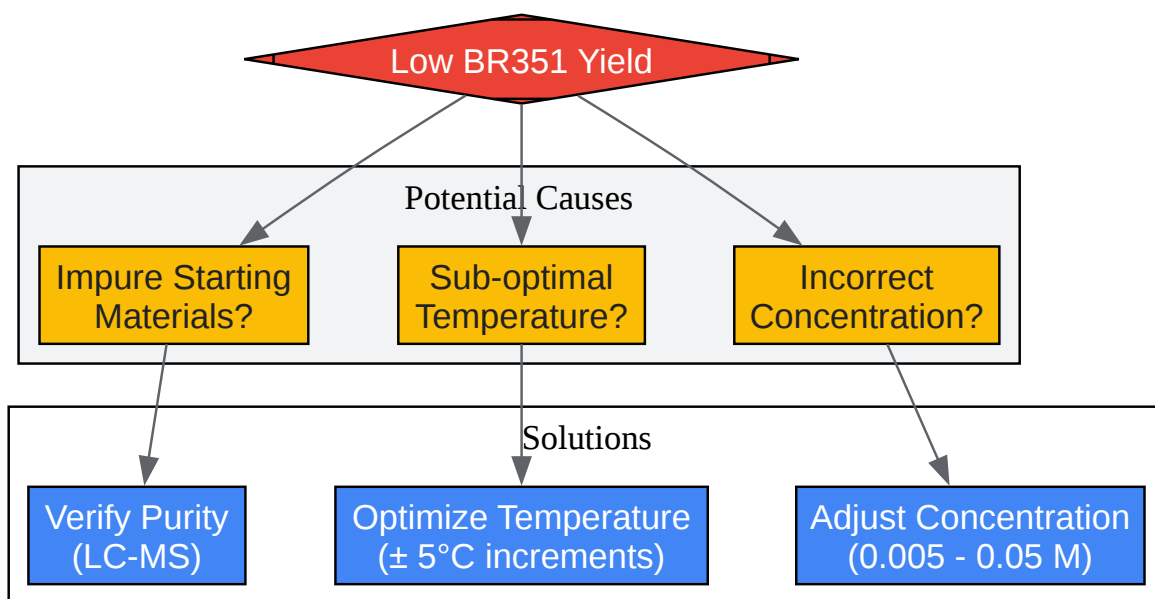 Low BR351 Yield
Potential Causes
Impure Starting
Materials?
Sub-optimal
Temperature?
Incorrect
Concentration?
Solutions
Verify Purity
(LC-MS)
Optimize Temperature
(± 5°C increments)
Adjust Concentration
(0.005 - 0.05 M)